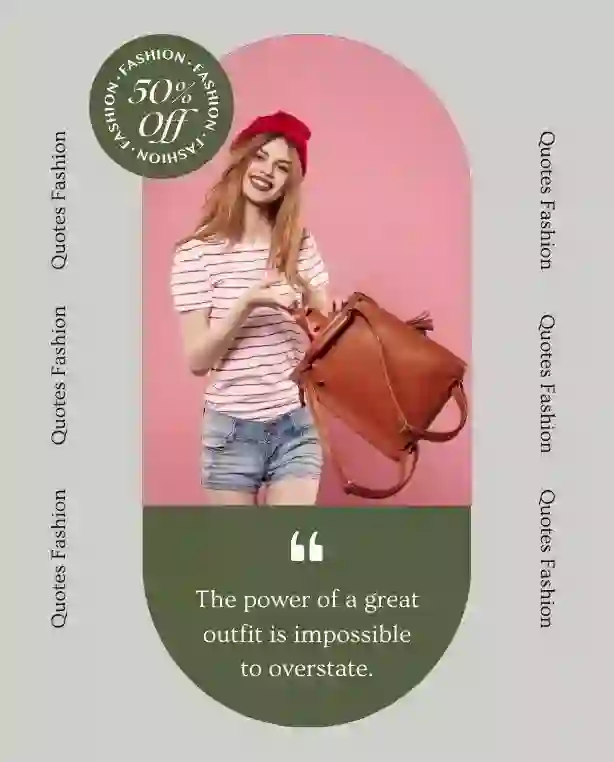 FASHION · FASHION · FASHION · FASHION ·
50%
Off
Quotes Fashion
Quotes Fashion
Quotes Fashion
Quotes Fashion
Quotes Fashion
Quotes Fashion
“
The power of a great
outfit is impossible
to overstate.